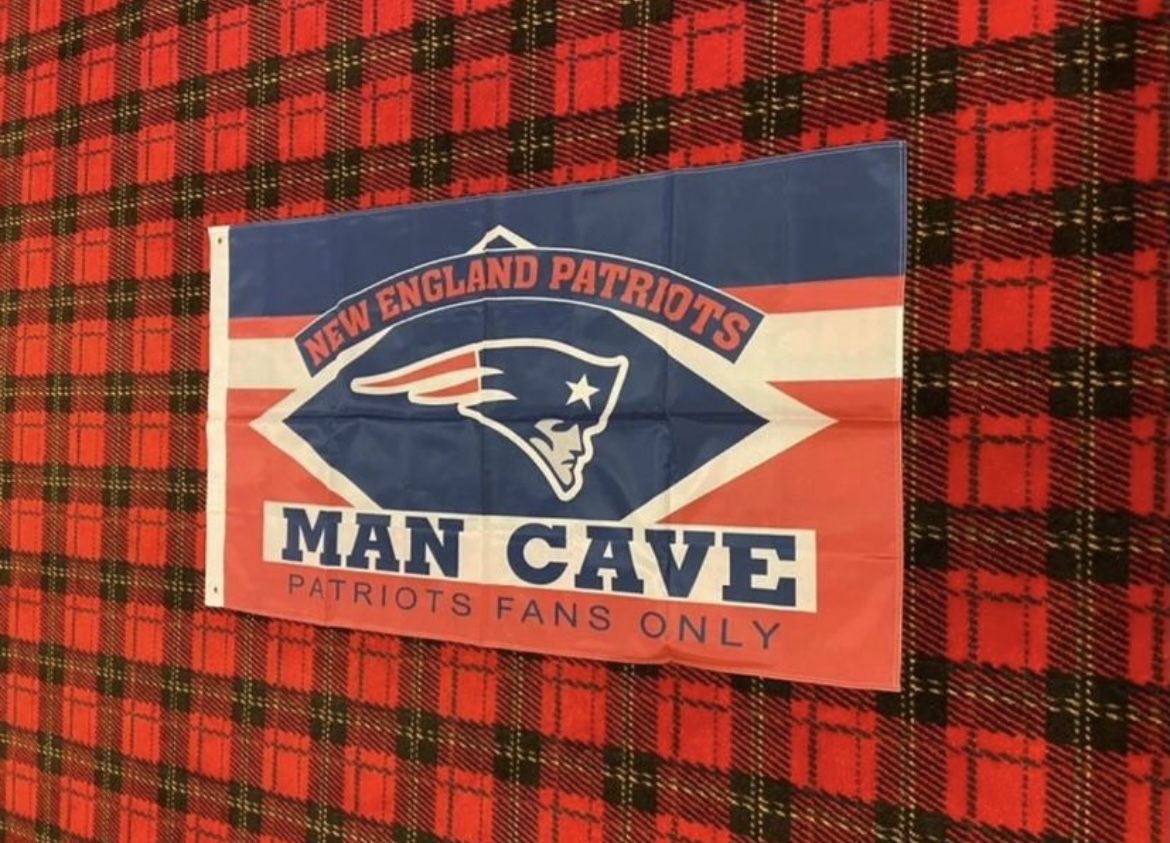 NEW ENGLAND PATRIOTS
MAN CAVE
PATRIOTS FANS ONLY